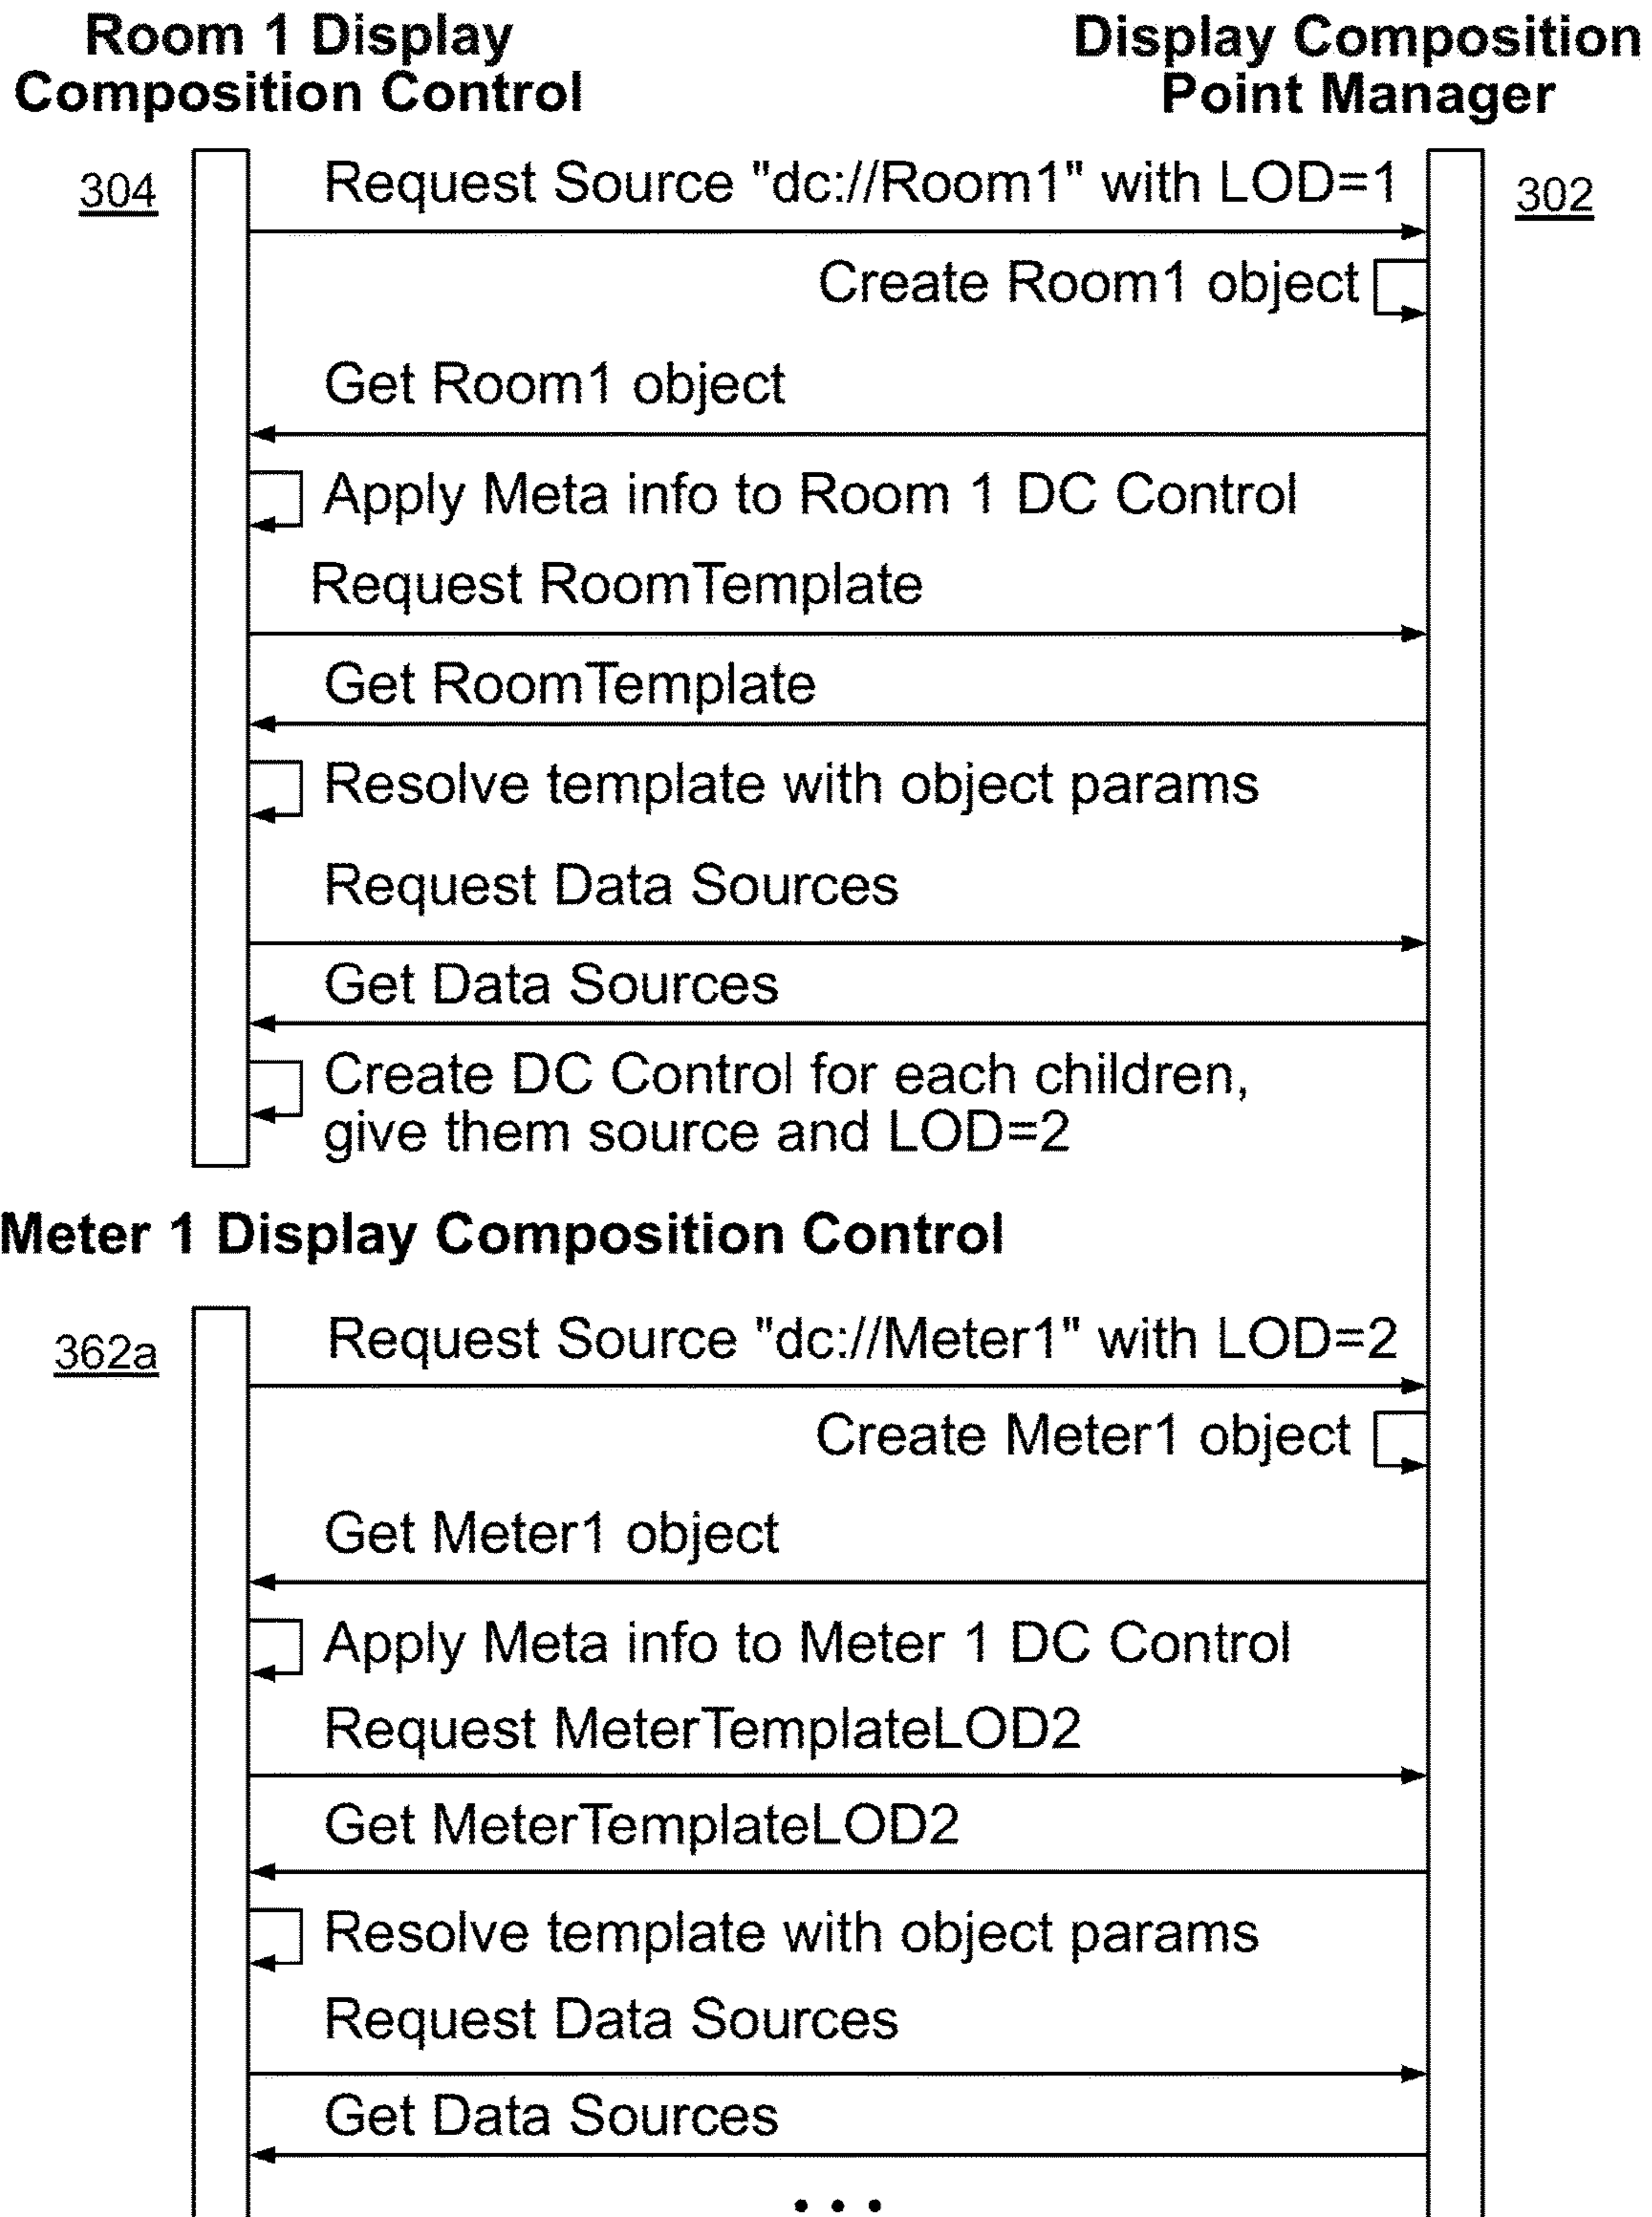 Room 1 Display
Composition Control
Display Composition
Point Manager
304
Request Source "dc://Room1" with LOD=1
302
Create Room1 object
Get Room1 object
Apply Meta info to Room 1 DC Control
Request RoomTemplate
Get RoomTemplate
Resolve template with object params
Request Data Sources
Get Data Sources
Create DC Control for each children,
give them source and LOD=2
Meter 1 Display Composition Control
362a
Request Source "dc://Meter1" with LOD=2
Create Meter1 object
Get Meter1 object
Apply Meta info to Meter 1 DC Control
Request MeterTemplateLOD2
Get MeterTemplateLOD2
Resolve template with object params
Request Data Sources
Get Data Sources
...